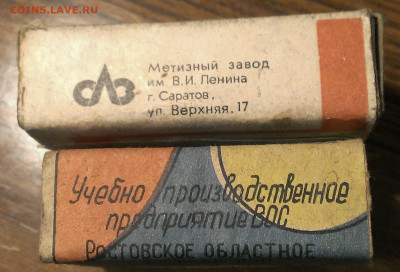 COINS.LAVE.RU
Метизный завод
им. В.И. Ленина
г. Саратов,
ул. Верхняя, 17
Учебно-производственное
предприятие ВОС
Ростовское областное